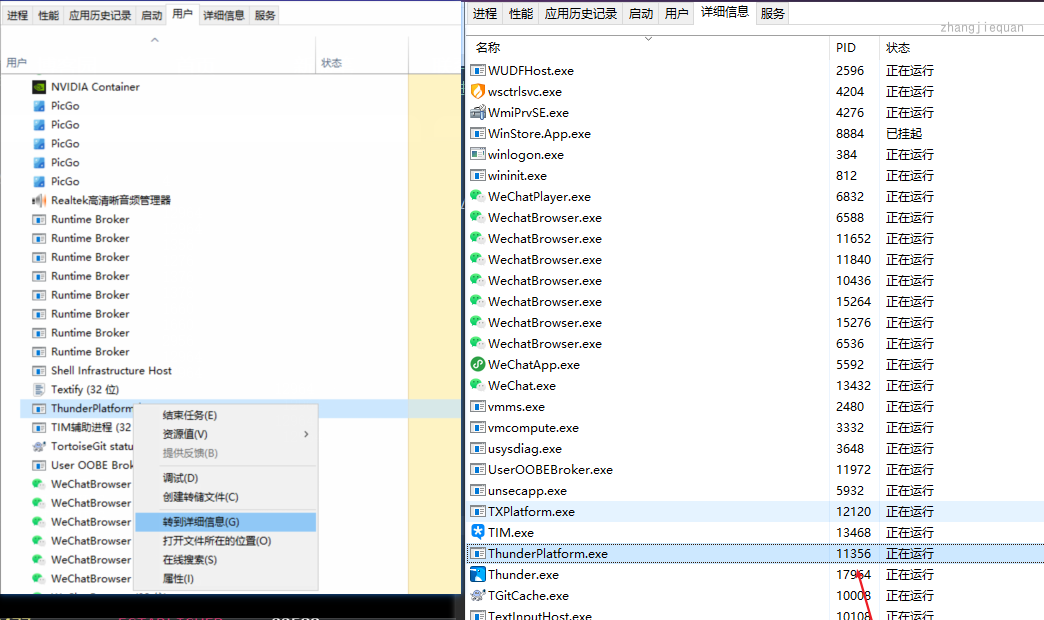 进程 性能 应用历史记录 启动 用户 详细信息 服务
用户 状态
NVIDIA Container
PicGo
PicGo
PicGo
PicGo
PicGo
Realtek高清晰音频管理器
Runtime Broker
Runtime Broker
Runtime Broker
Runtime Broker
Runtime Broker
Runtime Broker
Runtime Broker
Runtime Broker
Shell Infrastructure Host
Textify (32 位)
ThunderPlatform
TIM辅助进程 (32
TortoiseGit statu
User OOBE Brok
WeChatBrowser
WeChatBrowser
WeChatBrowser
WeChatBrowser
WeChatBrowser
WeChatBrowser
结束任务(E)
资源值(V)
提供反馈(B)
调试(D)
创建转储文件(C)
转到详细信息(G)
打开文件所在的位置(O)
在线搜索(S)
属性(I)
进程 性能 应用历史记录 启动 用户 详细信息 服务
zhangjiequan
名称 PID 状态
WUDFHost.exe 2596 正在运行
wsctrlsvc.exe 4204 正在运行
WmiPrvSE.exe 4276 正在运行
WinStore.App.exe 8884 已挂起
winlogon.exe 384 正在运行
wininit.exe 812 正在运行
WeChatPlayer.exe 6832 正在运行
WechatBrowser.exe 6588 正在运行
WechatBrowser.exe 11652 正在运行
WechatBrowser.exe 11840 正在运行
WechatBrowser.exe 10436 正在运行
WechatBrowser.exe 15264 正在运行
WechatBrowser.exe 15276 正在运行
WechatBrowser.exe 6536 正在运行
WeChatApp.exe 5592 正在运行
WeChat.exe 13432 正在运行
vmms.exe 2480 正在运行
vmcompute.exe 3332 正在运行
usysdiag.exe 3648 正在运行
UserOOBEBroker.exe 11972 正在运行
unsecapp.exe 5932 正在运行
TXPlatform.exe 12120 正在运行
TIM.exe 13468 正在运行
ThunderPlatform.exe 11356 正在运行
Thunder.exe 17964 正在运行
TGitCache.exe 10008 正在运行
TextInputHost.exe 10108 正在运行